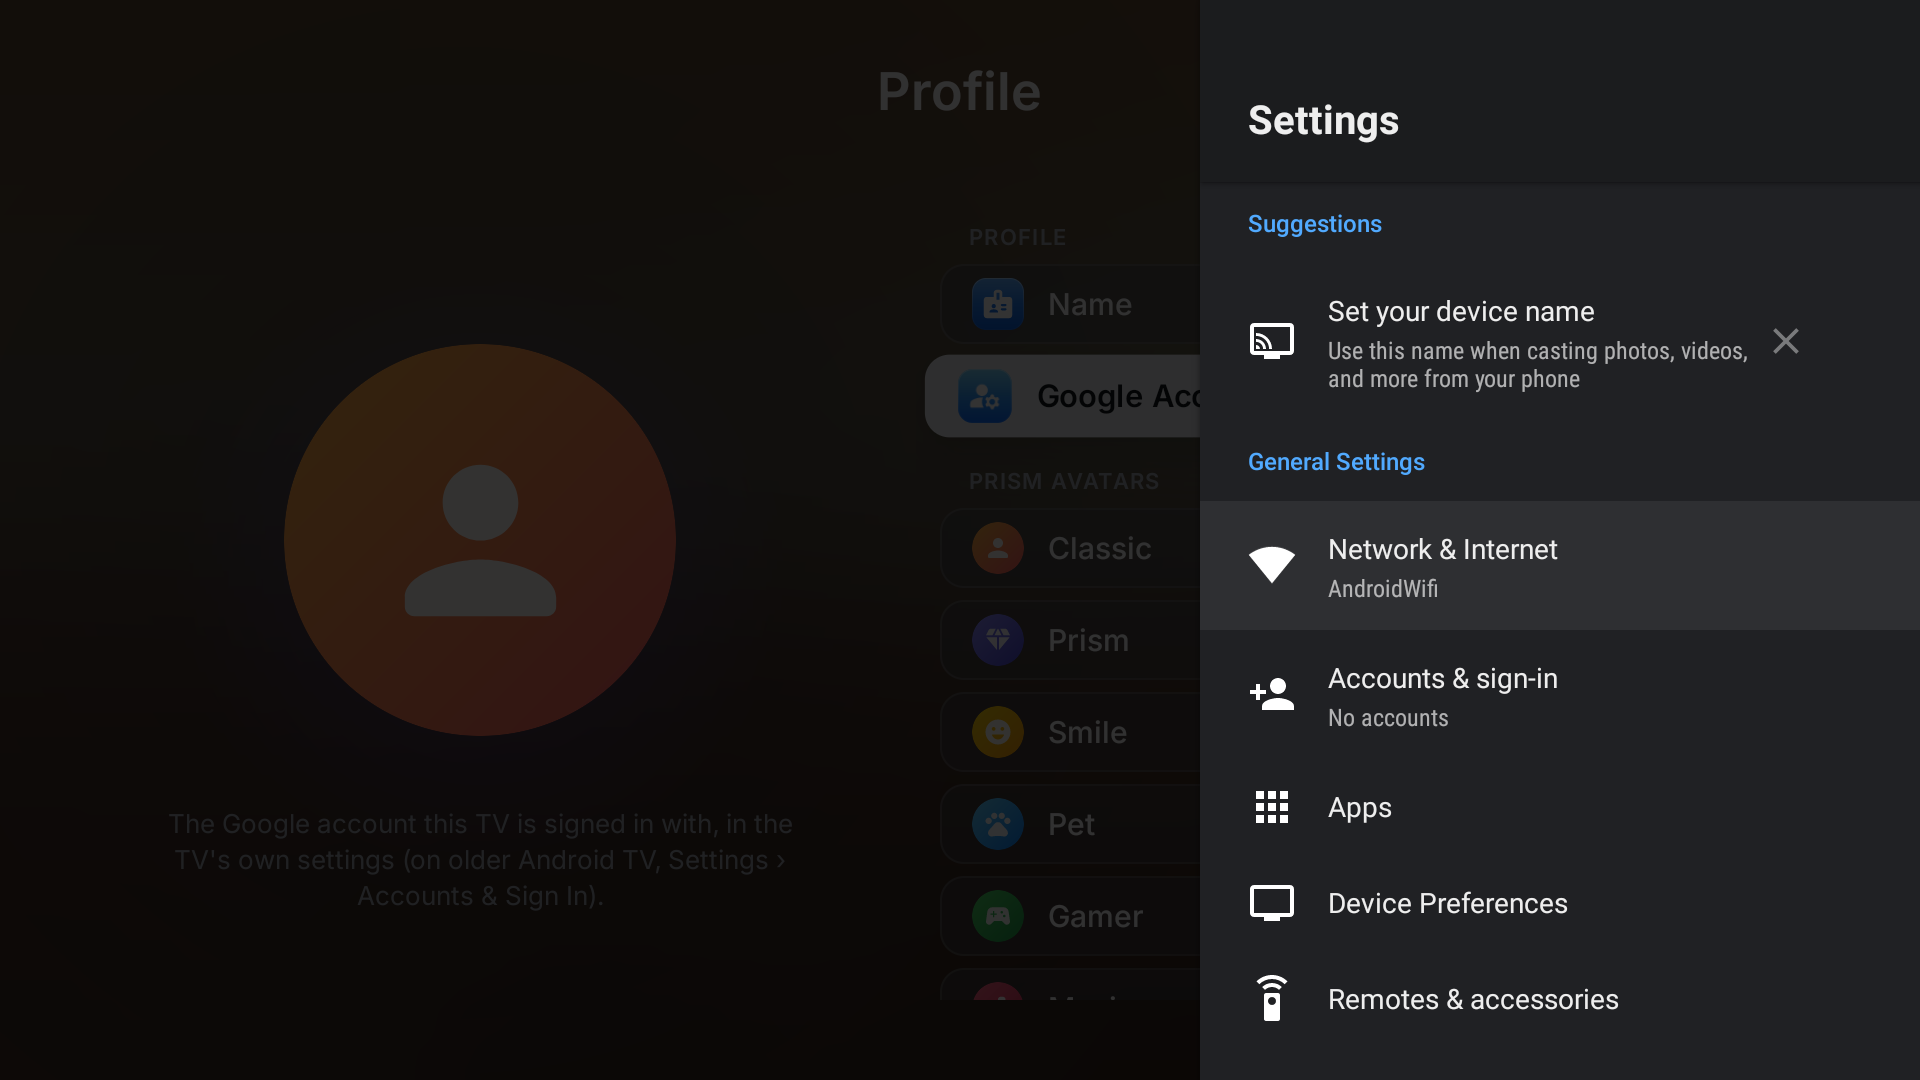 Profile
PROFILE
Name
Google Acc
PRISM AVATARS
Classic
Prism
Smile
Pet
Gamer
The Google account this TV is signed in with, in the
TV's own settings (on older Android TV, Settings ›
Accounts & Sign In).
Settings
Suggestions
Set your device name
Use this name when casting photos, videos,
and more from your phone
General Settings
Network & Internet
AndroidWifi
Accounts & sign-in
No accounts
Apps
Device Preferences
Remotes & accessories